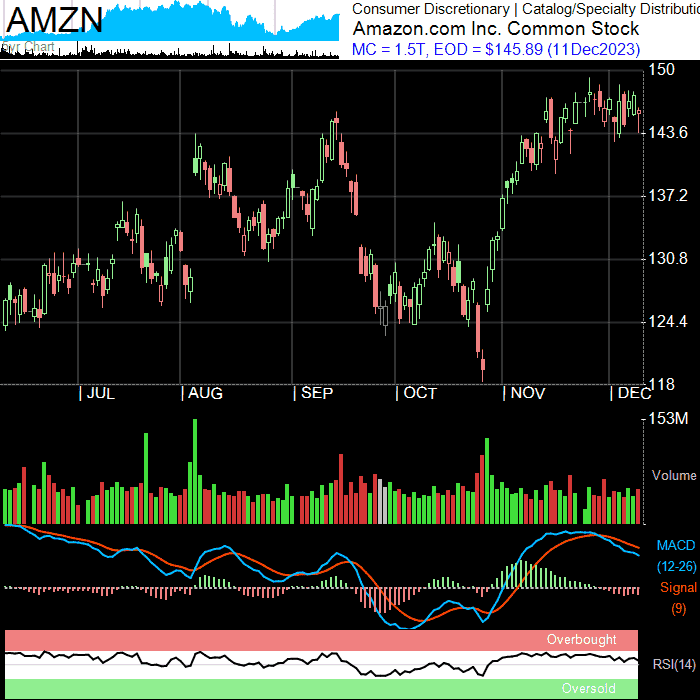 AMZN
5yr Chart
Consumer Discretionary | Catalog/Specialty Distributio
Amazon.com Inc. Common Stock
MC = 1.5T, EOD = $145.89 (11Dec2023)
150
143.6
137.2
130.8
124.4
118
JUL AUG SEP OCT NOV DEC
153M
Volume
MACD
(12-26)
Signal
(9)
Overbought
RSI(14)
Oversold